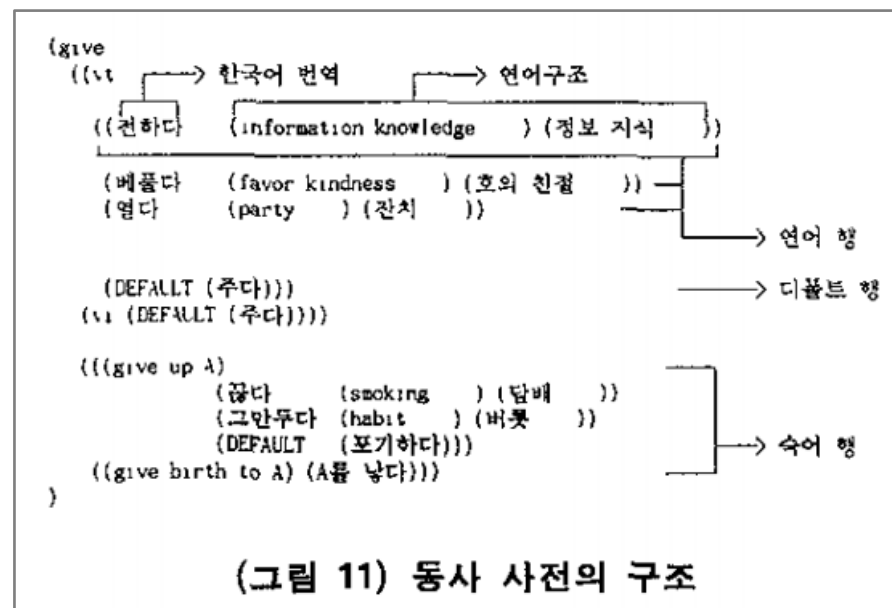 (give
((vt ----> 한국어 번역 ----> 연어구조
((전하다 (information knowledge ) (정보 지식 ))
(베풀다 (favor kindness ) (호의 친절 ))
(열다 (party ) (잔치 ))
----> 연어 행
(DEFAULT (주다))) ----> 디폴트 행
(vi (DEFAULT (주다))))
(((give up A)
(끊다 (smoking ) (담배 ))
(그만두다 (habit ) (버릇 ))
(DEFAULT (포기하다))) ----> 숙어 행
((give birth to A) (A를 낳다)))
)
(그림 11) 동사 사전의 구조